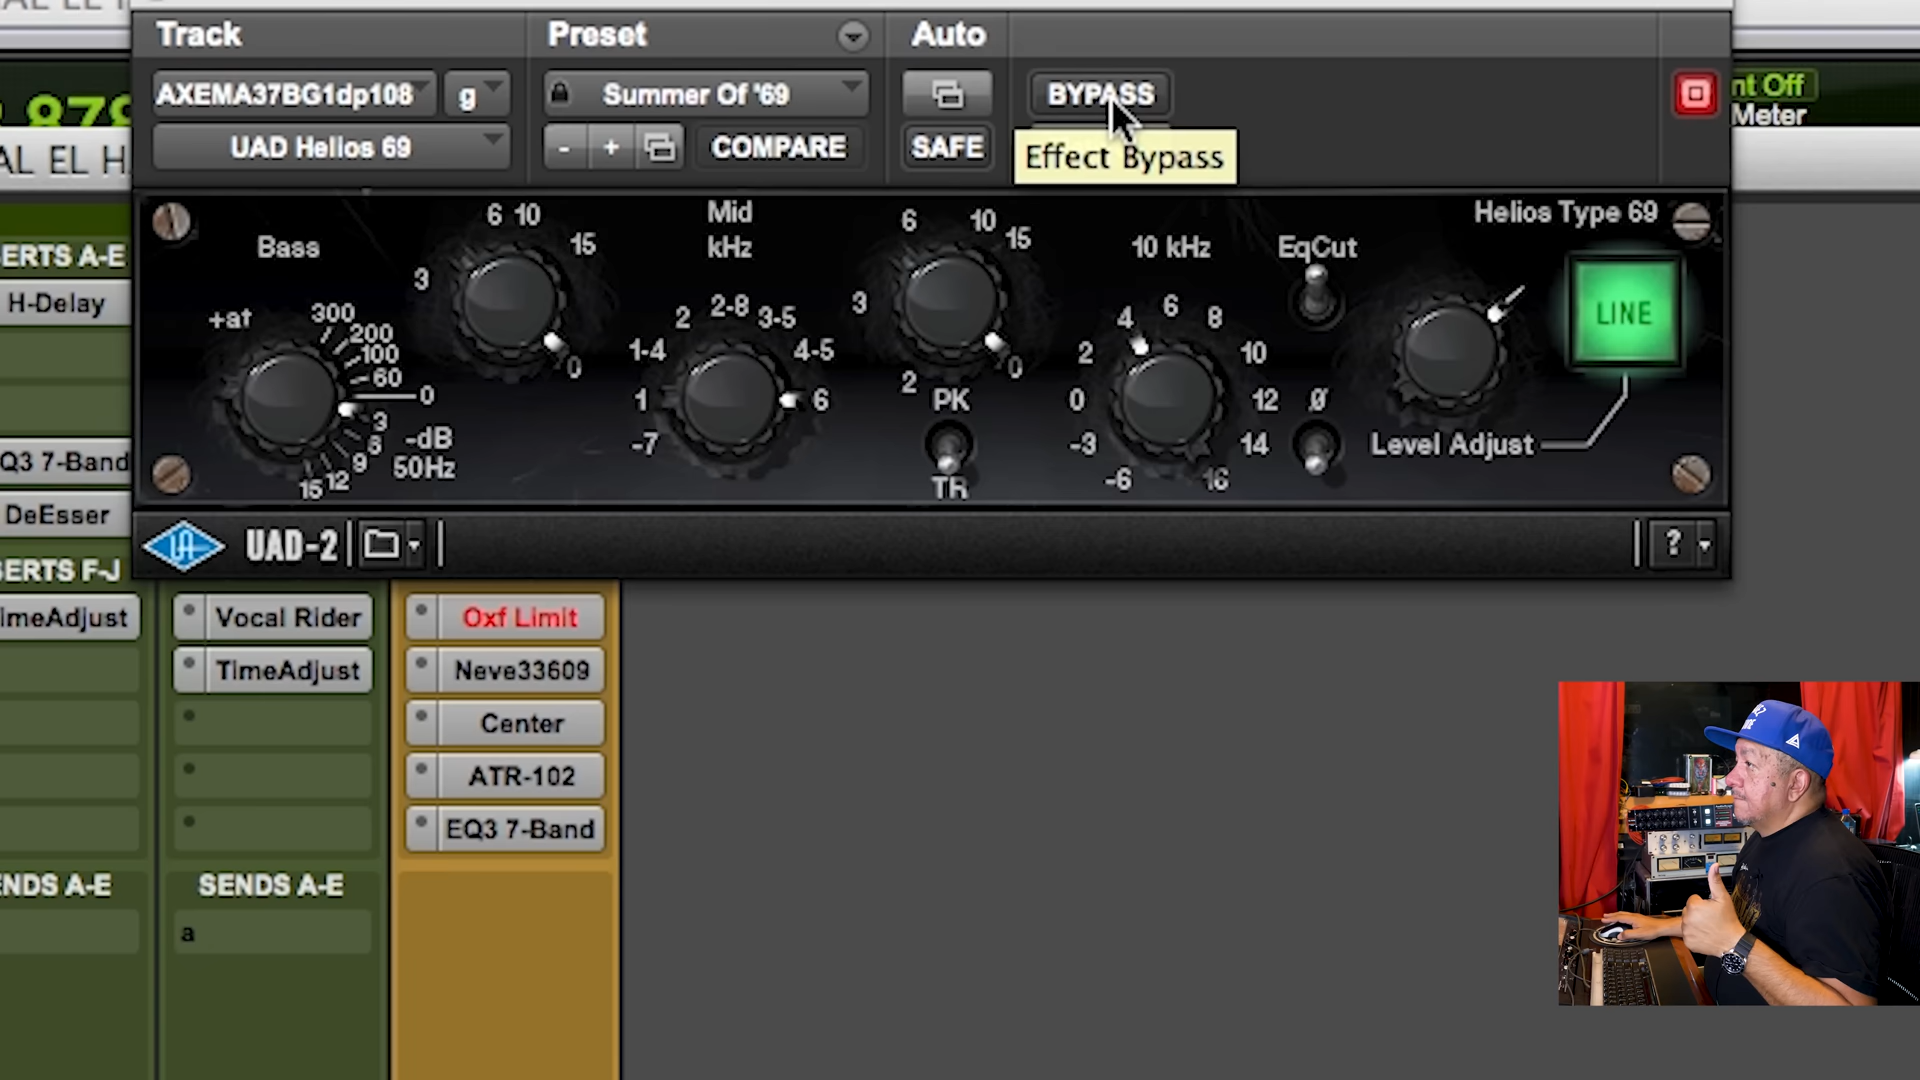 Track
Preset
Auto
AXEMA37BG1dp108
g
Summer Of '69
BYPASS
nt Off
Meter
UAD Helios 69
-
+
COMPARE
SAFE
Effect Bypass
AL EL H
6 10
Mid
kHz
6
10
15
Helios Type 69
Bass
15
10 kHz
EqCut
ERTS A-E
H-Delay
3
3
LINE
+at
300
200
100
60
0
3
6
9
12
15
-dB
50Hz
0
-7
1
1-4
2
2-8
3-5
4-5
6
0
2
PK
TR
-6
-3
0
2
4
6
8
10
12
14
16
Ø
Level Adjust
Q3 7-Band
DeEsser
UAD-2
?
ERTS F-J
imeAdjust
Vocal Rider
Oxf Limit
TimeAdjust
Neve33609
Center
ATR-102
EQ3 7-Band
ENDS A-E
SENDS A-E
a